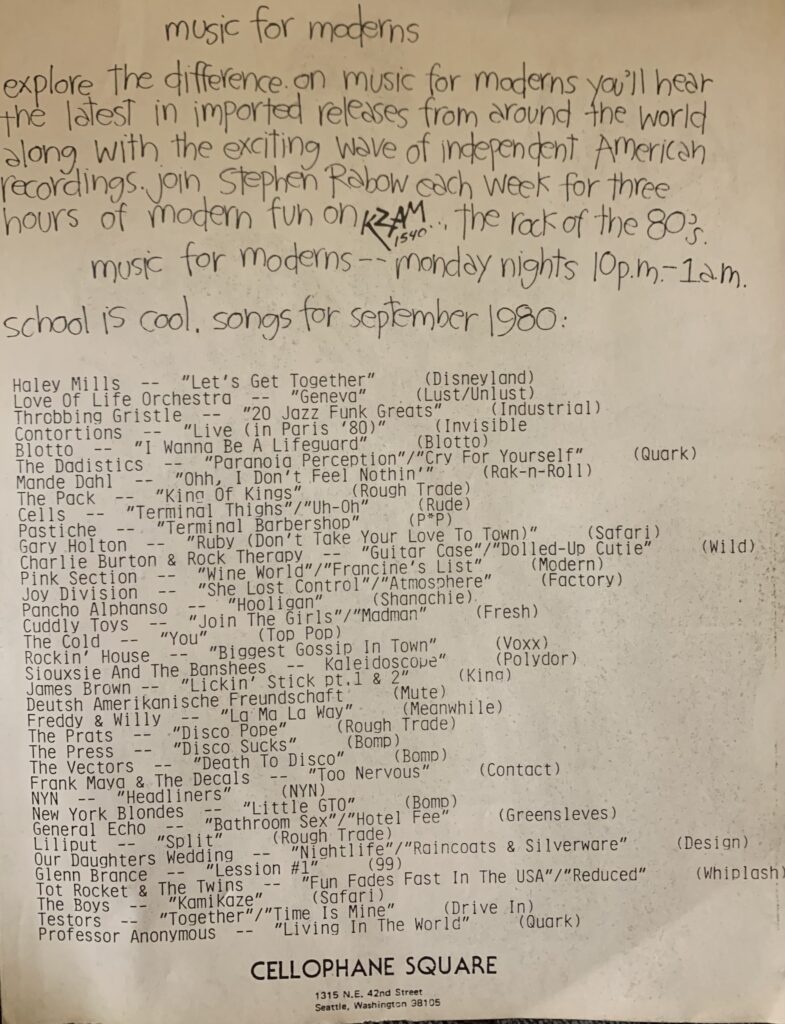 music for moderns
explore the difference. on music for moderns you'll hear
the latest in imported releases from around the world
along with the exciting wave of independent American
recordings. join Stephen Rabow each week for three
hours of modern fun on KZAM 1540... the rock of the 80's.
music for moderns -- monday nights 10p.m.-1a.m.
school is cool. songs for september 1980:
Haley Mills -- "Let's Get Together" (Disneyland)
Love Of Life Orchestra -- "Geneva" (Lust/Unlust)
Throbbing Gristle -- "20 Jazz Funk Greats" (Industrial)
Contortions -- "Live (in Paris '80)" (Invisible
Blotto -- "I Wanna Be A Lifeguard" (Blotto)
The Dadistics -- "Paranoia Perception"/"Cry For Yourself" (Quark)
Mande Dahl -- "Ohh, I Don't Feel Nothin'" (Rak-n-Roll)
The Pack -- "King Of Kings" (Rough Trade)
Cells -- "Terminal Thighs"/"Uh-Oh" (Rude)
Pastiche -- "Terminal Barbershop" (P*P)
Gary Holton -- "Ruby (Don't Take Your Love To Town)" (Safari)
Charlie Burton & Rock Therapy -- "Guitar Case"/"Dolled-Up Cutie" (Wild)
Pink Section -- "Wine World"/"Francine's List" (Modern)
Joy Division -- "She Lost Control"/"Atmosphere" (Factory)
Pancho Alphanso -- "Hooligan" (Shanachie)
Cuddly Toys -- "Join The Girls"/"Madman" (Fresh)
The Cold -- "You" (Top Pop)
Rockin' House -- "Biggest Gossip In Town" (Voxx)
Siouxsie And The Banshees -- Kaleidoscope" (Polydor)
James Brown -- "Lickin' Stick pt.1 & 2" (King)
Deutsh Amerikanische Freundschaft (Mute)
Freddy & Willy -- "La Ma La Way" (Meanwhile)
The Prats -- "Disco Pope" (Rough Trade)
The Press -- "Disco Sucks" (Bomp)
The Vectors -- "Death To Disco" (Bomp)
Frank Maya & The Decals -- "Too Nervous" (Contact)
NYN -- "Headliners" (NYN)
New York Blondes -- "Little GTO" (Bomp)
General Echo -- "Bathroom Sex"/"Hotel Fee" (Greensleves)
Liliput -- "Split" (Rough Trade)
Our Daughters Wedding -- "Nightlife"/"Raincoats & Silverware" (Design)
Glenn Brance -- "Lession #1" (99)
Tot Rocket & The Twins -- "Fun Fades Fast In The USA"/"Reduced" (Whiplash)
The Boys -- "Kamikaze" (Safari)
Testors -- "Together"/"Time Is Mine" (Drive In)
Professor Anonymous -- "Living In The World" (Quark)
CELLOPHANE SQUARE
1315 N.E. 42nd Street
Seattle, Washington 98105